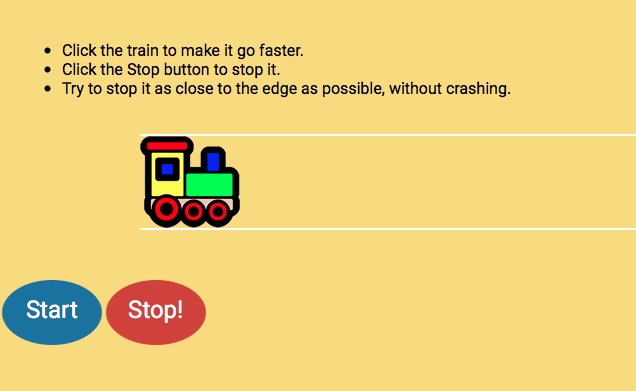 Click the train to make it go faster.
Click the Stop button to stop it.
Try to stop it as close to the edge as possible, without crashing.
Start
Stop!